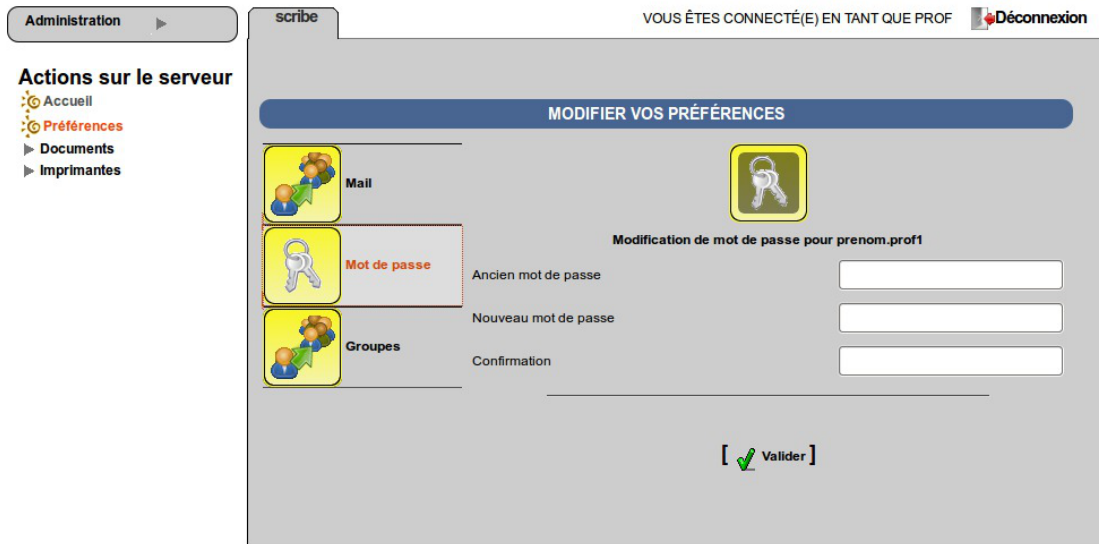 Administration
scribe
VOUS ÊTES CONNECTÉ(E) EN TANT QUE PROF
Déconnexion
Actions sur le serveur
Accueil
Préférences
Documents
Imprimantes
MODIFIER VOS PRÉFÉRENCES
Mail
Mot de passe
Groupes
Modification de mot de passe pour prenom.prof1
Ancien mot de passe
Nouveau mot de passe
Confirmation
[ Valider ]